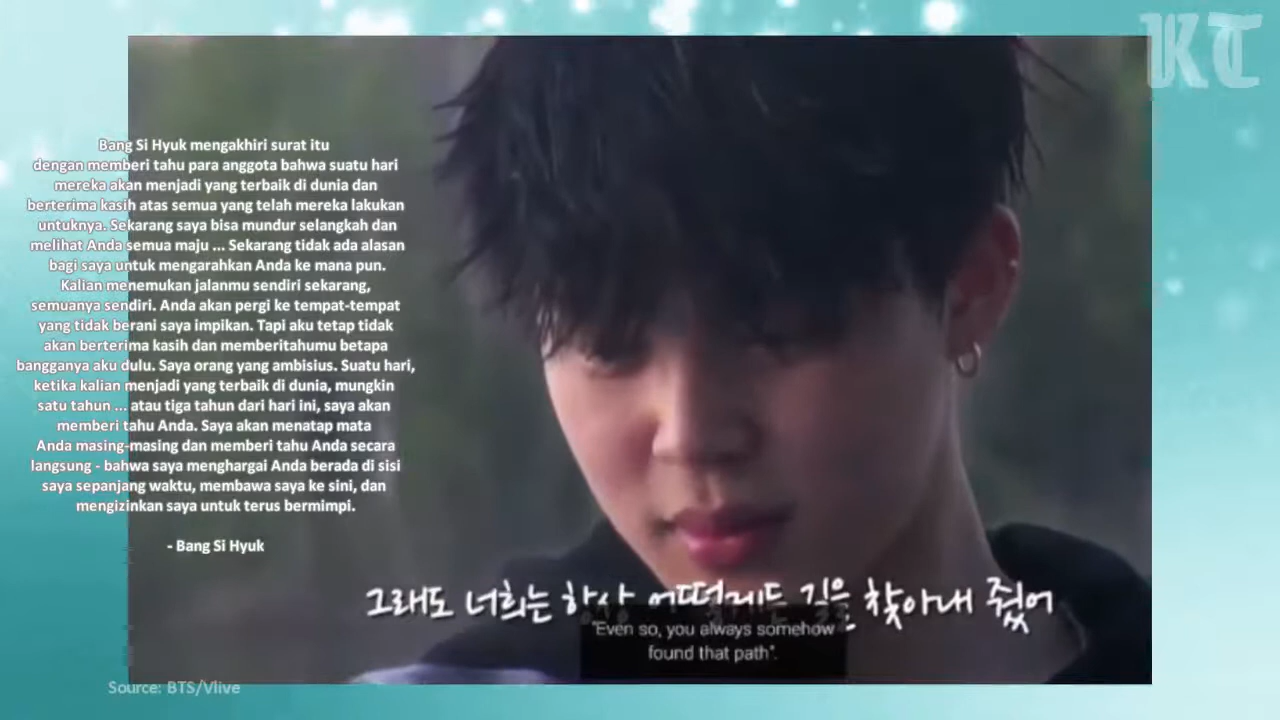 KT
Bang Si Hyuk mengakhiri surat itu
dengan memberi tahu para anggota bahwa suatu hari
mereka akan menjadi yang terbaik di dunia dan
berterima kasih atas semua yang telah mereka lakukan
untuknya. Sekarang saya bisa mundur selangkah dan
melihat Anda semua maju ... Sekarang tidak ada alasan
bagi saya untuk mengarahkan Anda ke mana pun.
Kalian menemukan jalanmu sendiri sekarang,
semuanya sendiri. Anda akan pergi ke tempat-tempat
yang tidak berani saya impikan. Tapi aku tetap tidak
akan berterima kasih dan memberitahumu betapa
bangganya aku dulu. Saya orang yang ambisius. Suatu hari,
ketika kalian menjadi yang terbaik di dunia, mungkin
satu tahun ... atau tiga tahun dari hari ini, saya akan
memberi tahu Anda. Saya akan menatap mata
Anda masing-masing dan memberi tahu Anda secara
langsung - bahwa saya menghargai Anda berada di sisi
saya sepanjang waktu, membawa saya ke sini, dan
mengizinkan saya untuk terus bermimpi.
- Bang Si Hyuk
그래도 너희는 항상 어떻게든 길을 찾아내 줬어
"Even so, you always somehow
found that path".
Source: BTS/Vlive